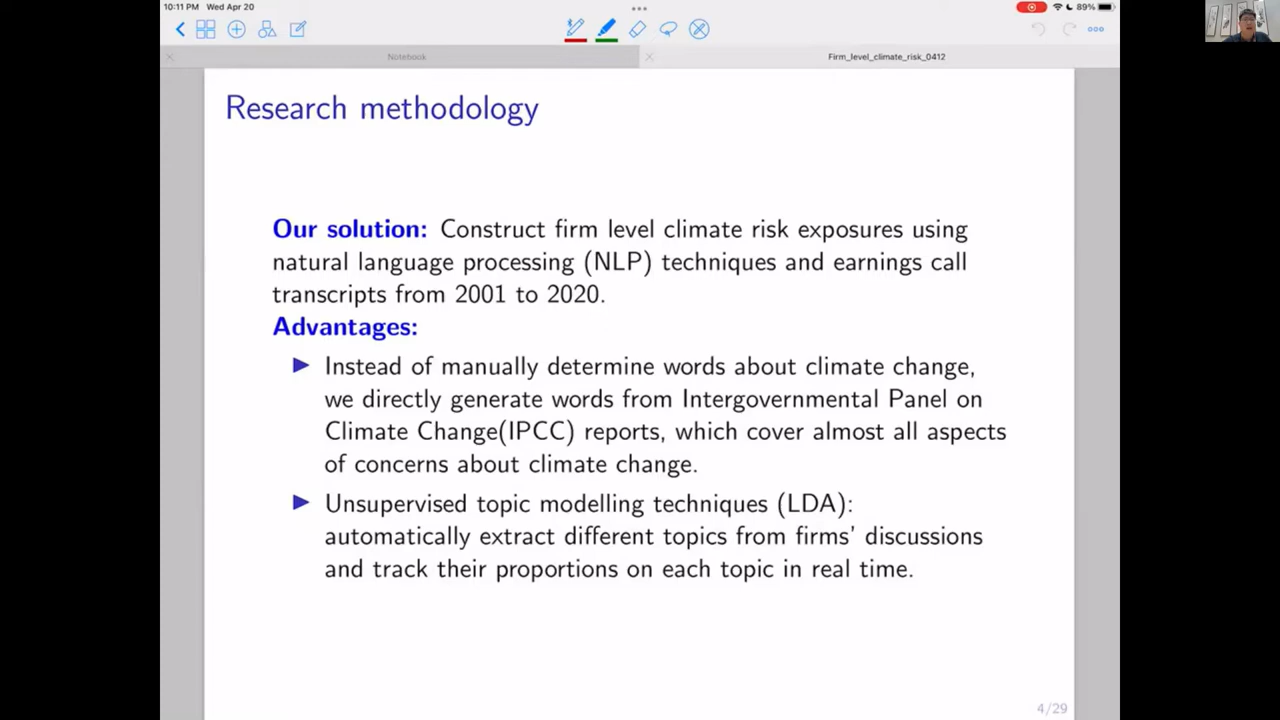 10:11 PM Wed Apr 20
89%
Notebook
Firm_level_climate_risk_0412
Research methodology
Our solution: Construct firm level climate risk exposures using
natural language processing (NLP) techniques and earnings call
transcripts from 2001 to 2020.
Advantages:
Instead of manually determine words about climate change,
we directly generate words from Intergovernmental Panel on
Climate Change(IPCC) reports, which cover almost all aspects
of concerns about climate change.
Unsupervised topic modelling techniques (LDA):
automatically extract different topics from firms' discussions
and track their proportions on each topic in real time.
4/29